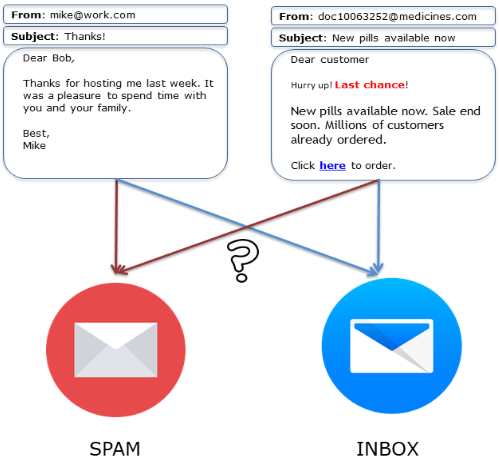 From: mike@work.com
Subject: Thanks!
Dear Bob,
Thanks for hosting me last week. It
was a pleasure to spend time with
you and your family.
Best,
Mike
From: doc10063252@medicines.com
Subject: New pills available now
Dear customer
Hurry up! Last chance!
New pills available now. Sale end
soon. Millions of customers
already ordered.
Click here to order.
?
SPAM
INBOX